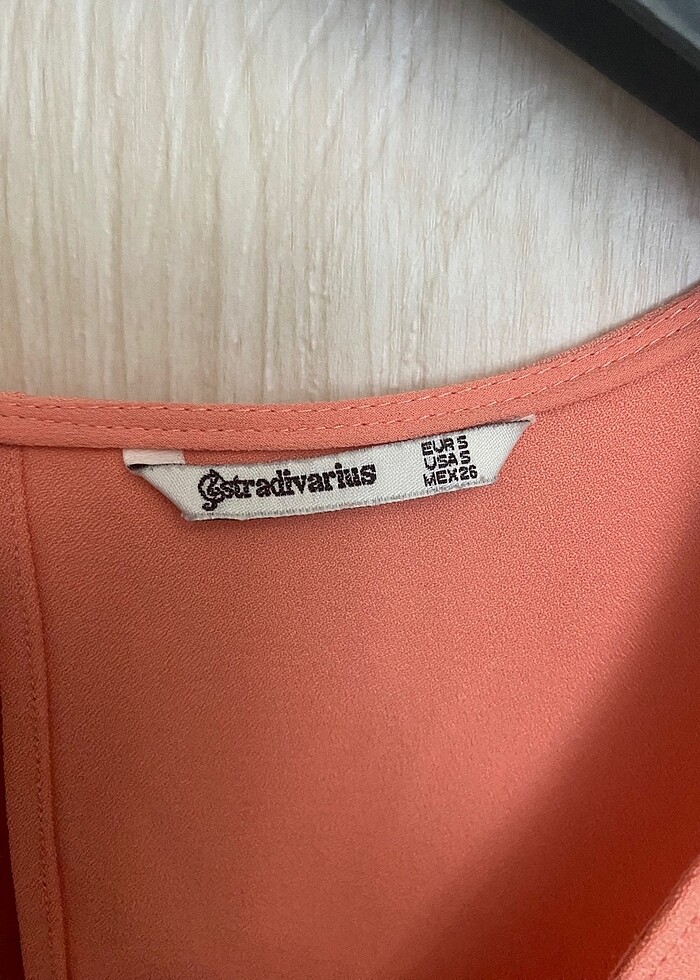 stradivarius
EUR S
USA S
MEX 26